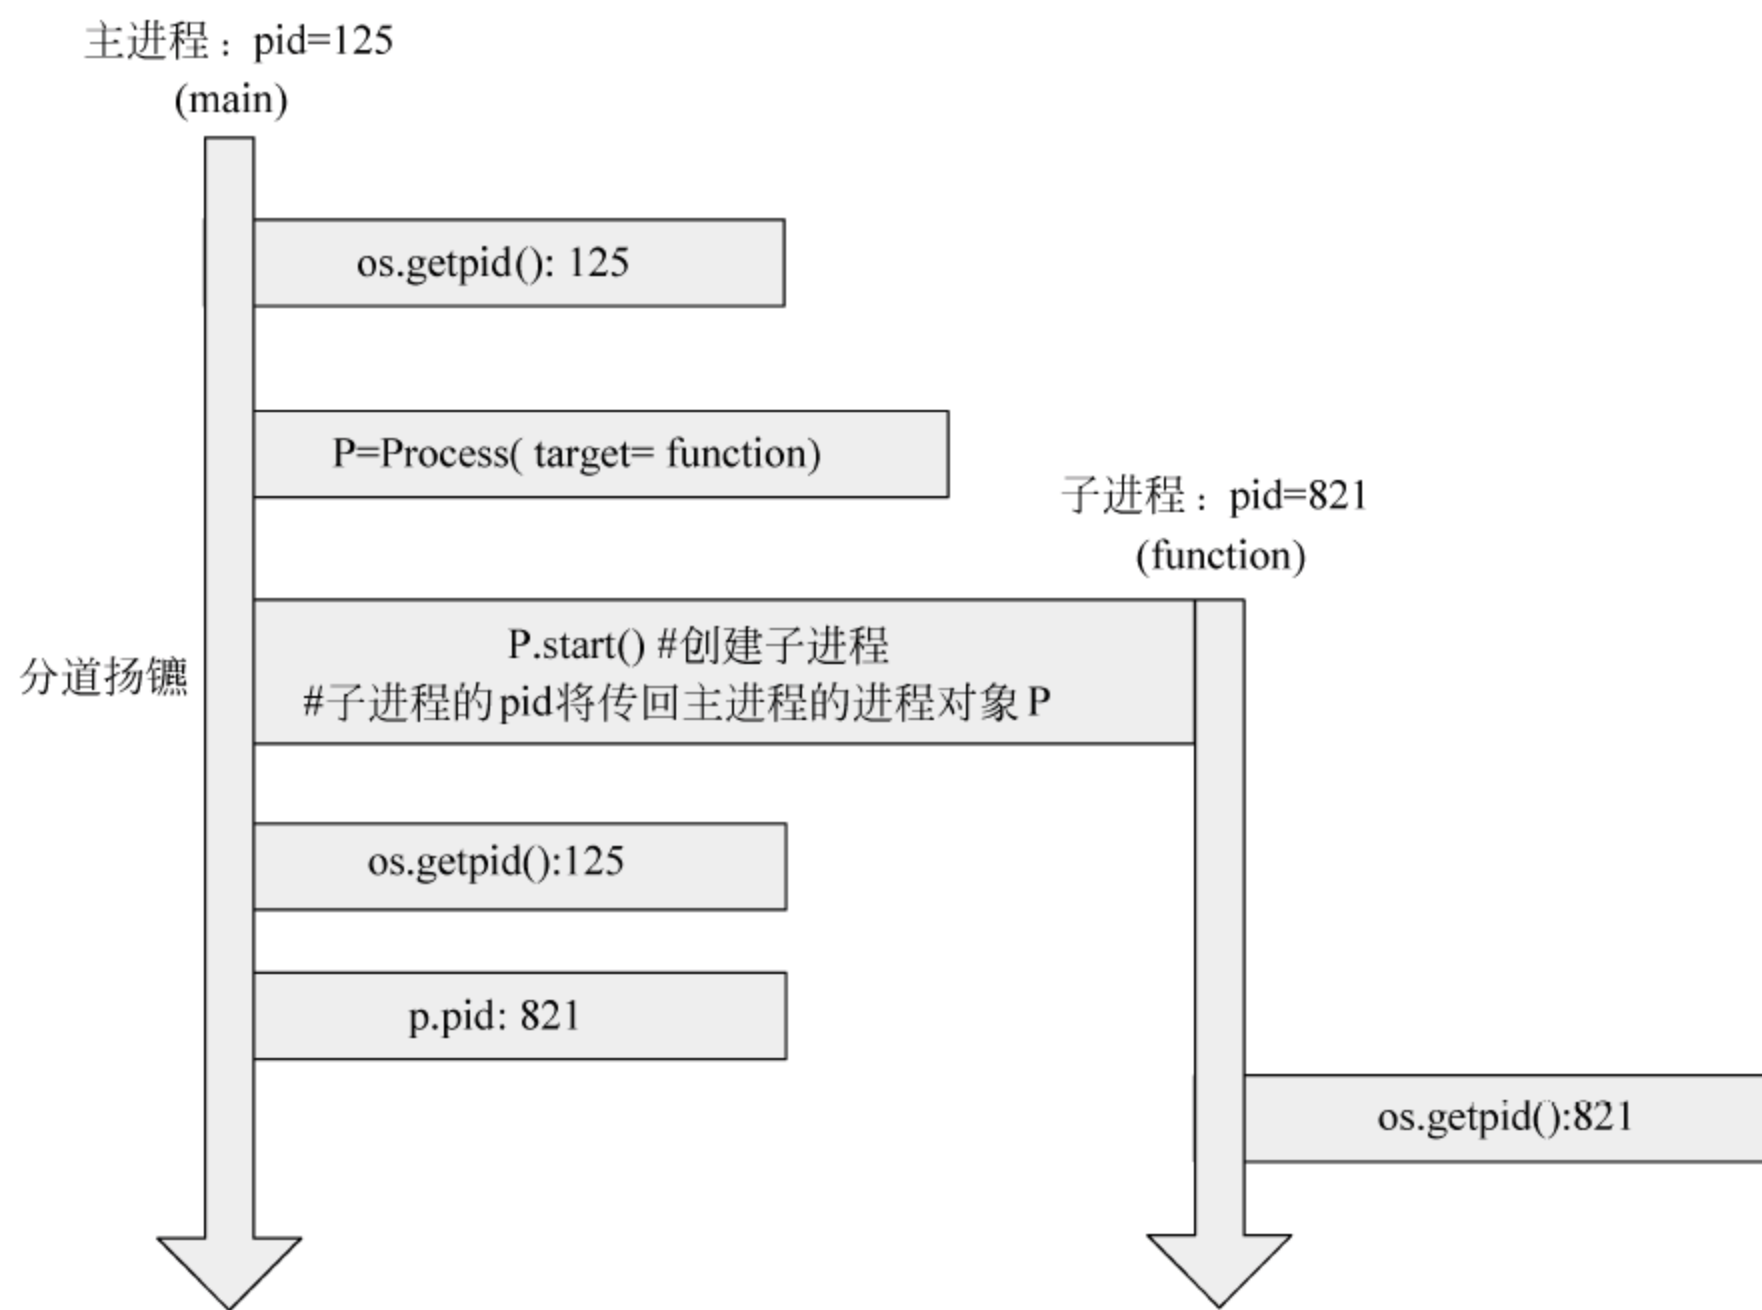 主进程：pid=125
(main)
os.getpid(): 125
P=Process( target= function)
子进程：pid=821
(function)
P.start() #创建子进程
#子进程的pid将传回主进程的进程对象P
分道扬镳
os.getpid():125
p.pid: 821
os.getpid():821